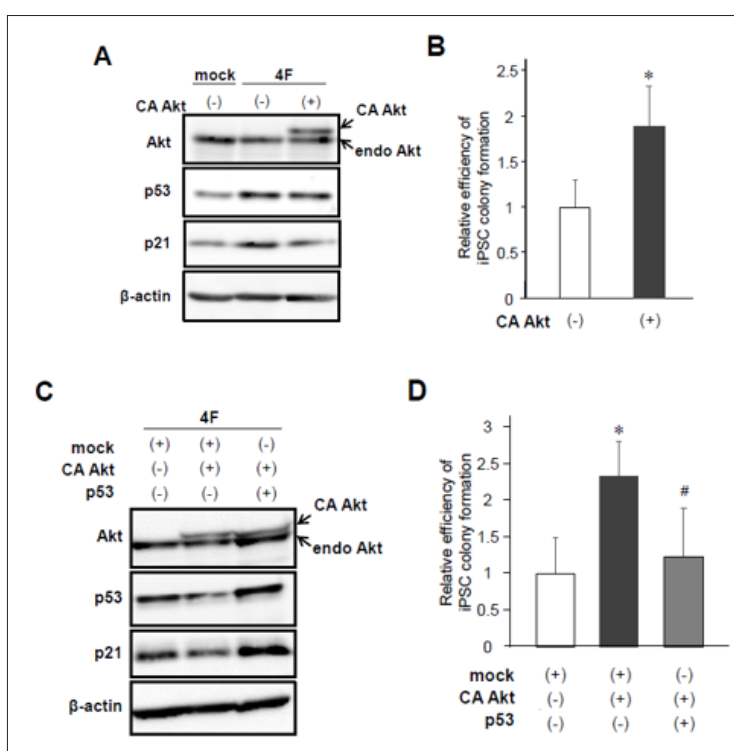 A
mock 4F
CA Akt (-) (-) (+)
CA Akt
Akt
endo Akt
p53
p21
β-actin
B
Relative efficiency of
iPSC colony formation
2.5
2
1.5
1
0.5
0
*
CA Akt (-) (+)
C
4F
mock (+) (+) (-)
CA Akt (-) (+) (+)
p53 (-) (-) (+)
CA Akt
Akt
endo Akt
p53
p21
β-actin
D
Relative efficiency of
iPSC colony formation
3
2.5
2
1.5
1
0.5
0
*
#
mock (+) (+) (-)
CA Akt (-) (+) (+)
p53 (-) (-) (+)